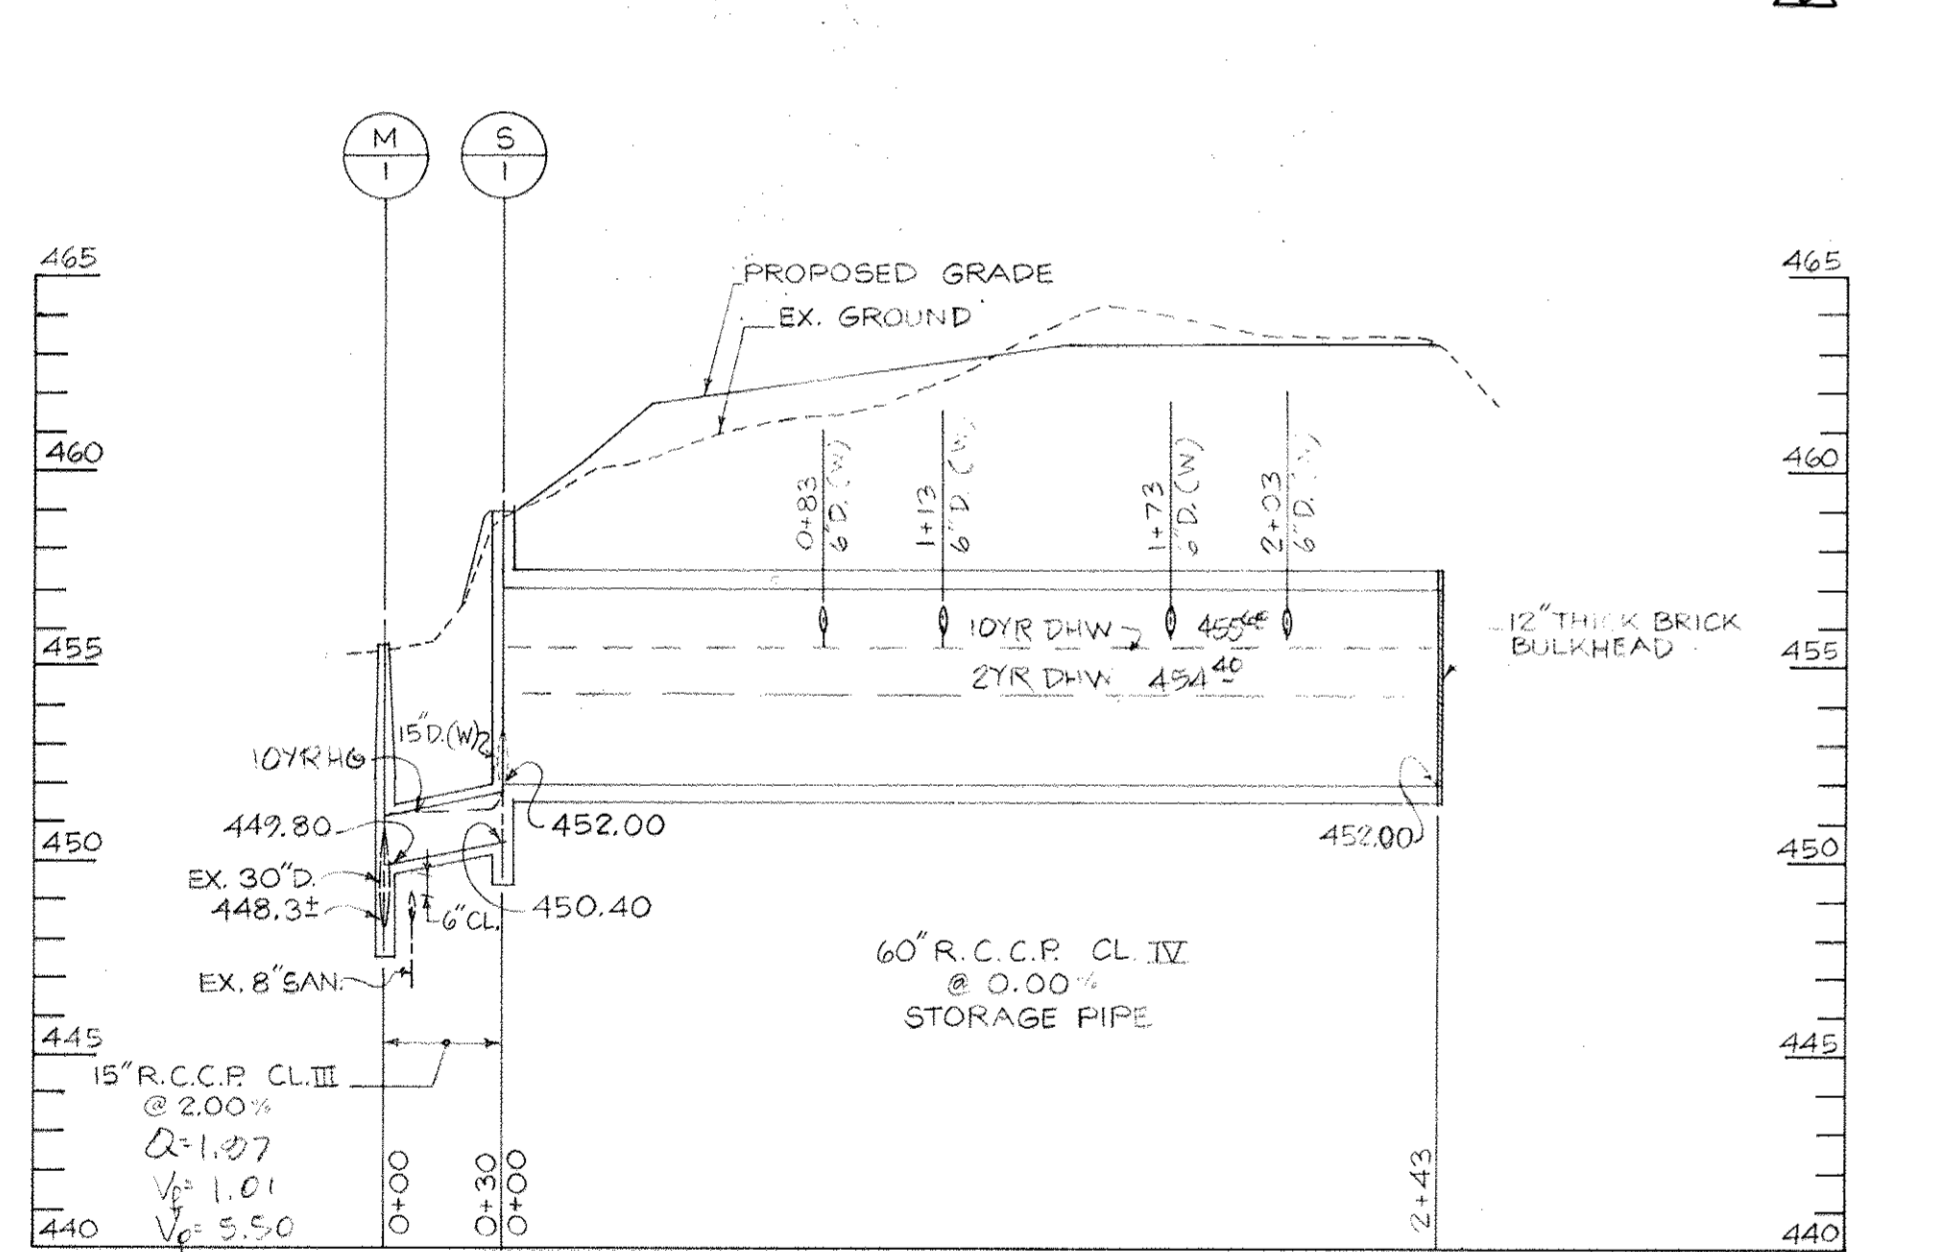 M
1
S
1
465
465
PROPOSED GRADE
EX. GROUND
460
460
0+83
6"D.(W)
1+13
6"D.(W)
1+73
6"D.(W)
2+03
6"D.(W)
10YR DHW
2YR DHW 454.40
12" THICK BRICK
BULKHEAD
455
455
15"D.(W)
10YR HG
449.80
452.00
452.00
450
450
EX. 30"D.
448.3±
6"CL.
450.40
EX. 8"SAN.
60"R.C.C.P. CL. IV
@ 0.00%
STORAGE PIPE
445
445
15"R.C.C.P. CL.III
@ 2.00%
Vf= 1.01
0+00
0+30
0+00
2+43
440
440